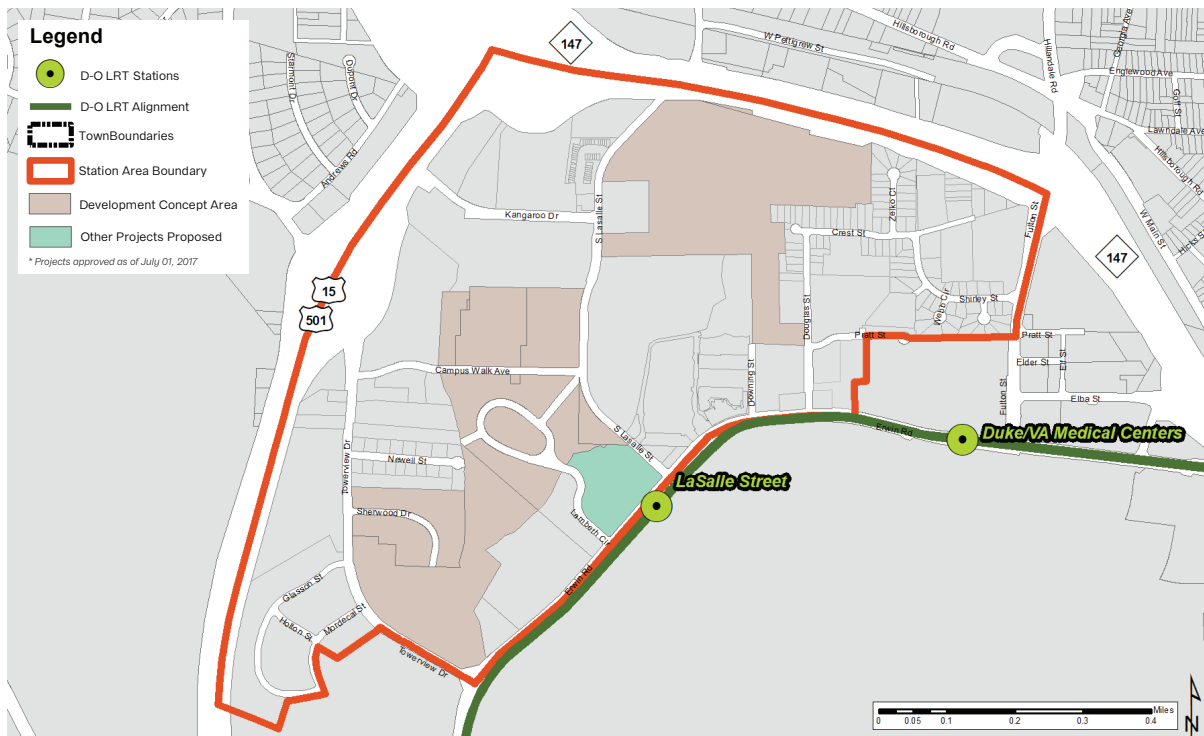 Legend
D-O LRT Stations
D-O LRT Alignment
TownBoundaries
Station Area Boundary
Development Concept Area
Other Projects Proposed
* Projects approved as of July 01, 2017
147
W Pettigrew St
Hillsborough Rd
Hillandale Rd
Georgia Ave
Englewood Ave
Golf St
Lawndale Ave
Hillsborough Rd
W Main St
Hicks St
147
Starmont Dr
Dupont Dr
Andrews Rd
Kangaroo Dr
S Lasalle St
Zelko Ct
Crest St
Fulton St
15
501
Webb Cir
Shirley St
Douglas St
Pratt St
Pratt St
Elder St
Elf St
Elba St
Fulton St
Campus Walk Ave
Downing St
Erwin Rd
Duke/VA Medical Centers
S Lasalle St
LaSalle Street
Towerview Dr
Newell St
Sherwood Dr
Lambeth Cir
Erwin Rd
Glasson St
Holton St
Mordecai St
Towerview Dr
Miles
0 0.05 0.1 0.2 0.3 0.4
N